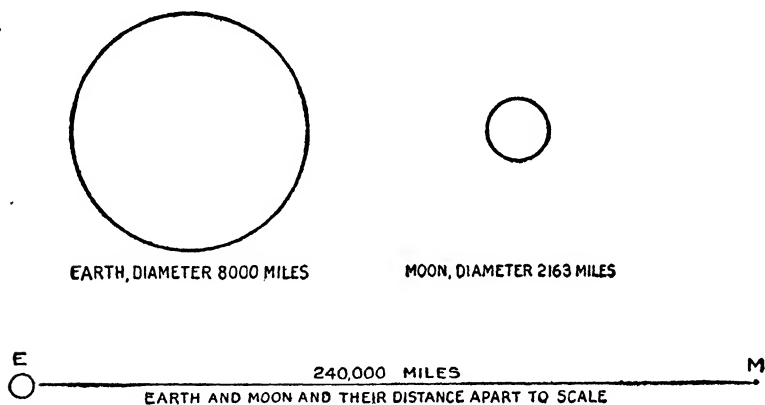 EARTH, DIAMETER 8000 MILES
MOON, DIAMETER 2163 MILES
E
M
240,000 MILES
EARTH AND MOON AND THEIR DISTANCE APART TO SCALE